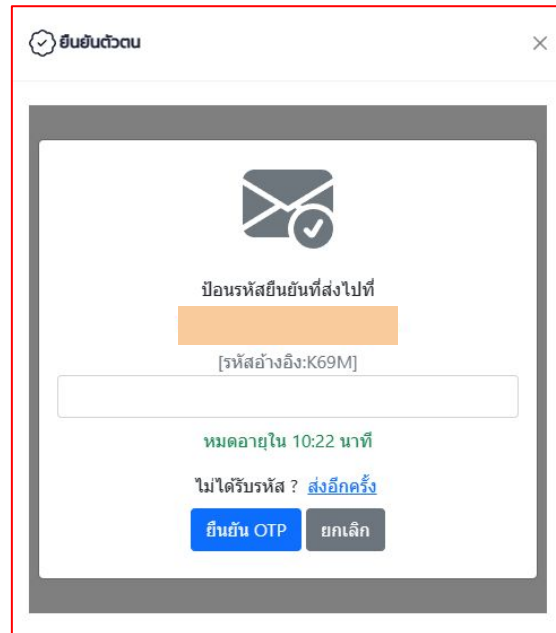 ยืนยันตัวตน
ป้อนรหัสยืนยันที่ส่งไปที่
[รหัสอ้างอิง:K69M]
หมดอายุใน 10:22 นาที
ไม่ได้รับรหัส ? ส่งอีกครั้ง
ยืนยัน OTP ยกเลิก